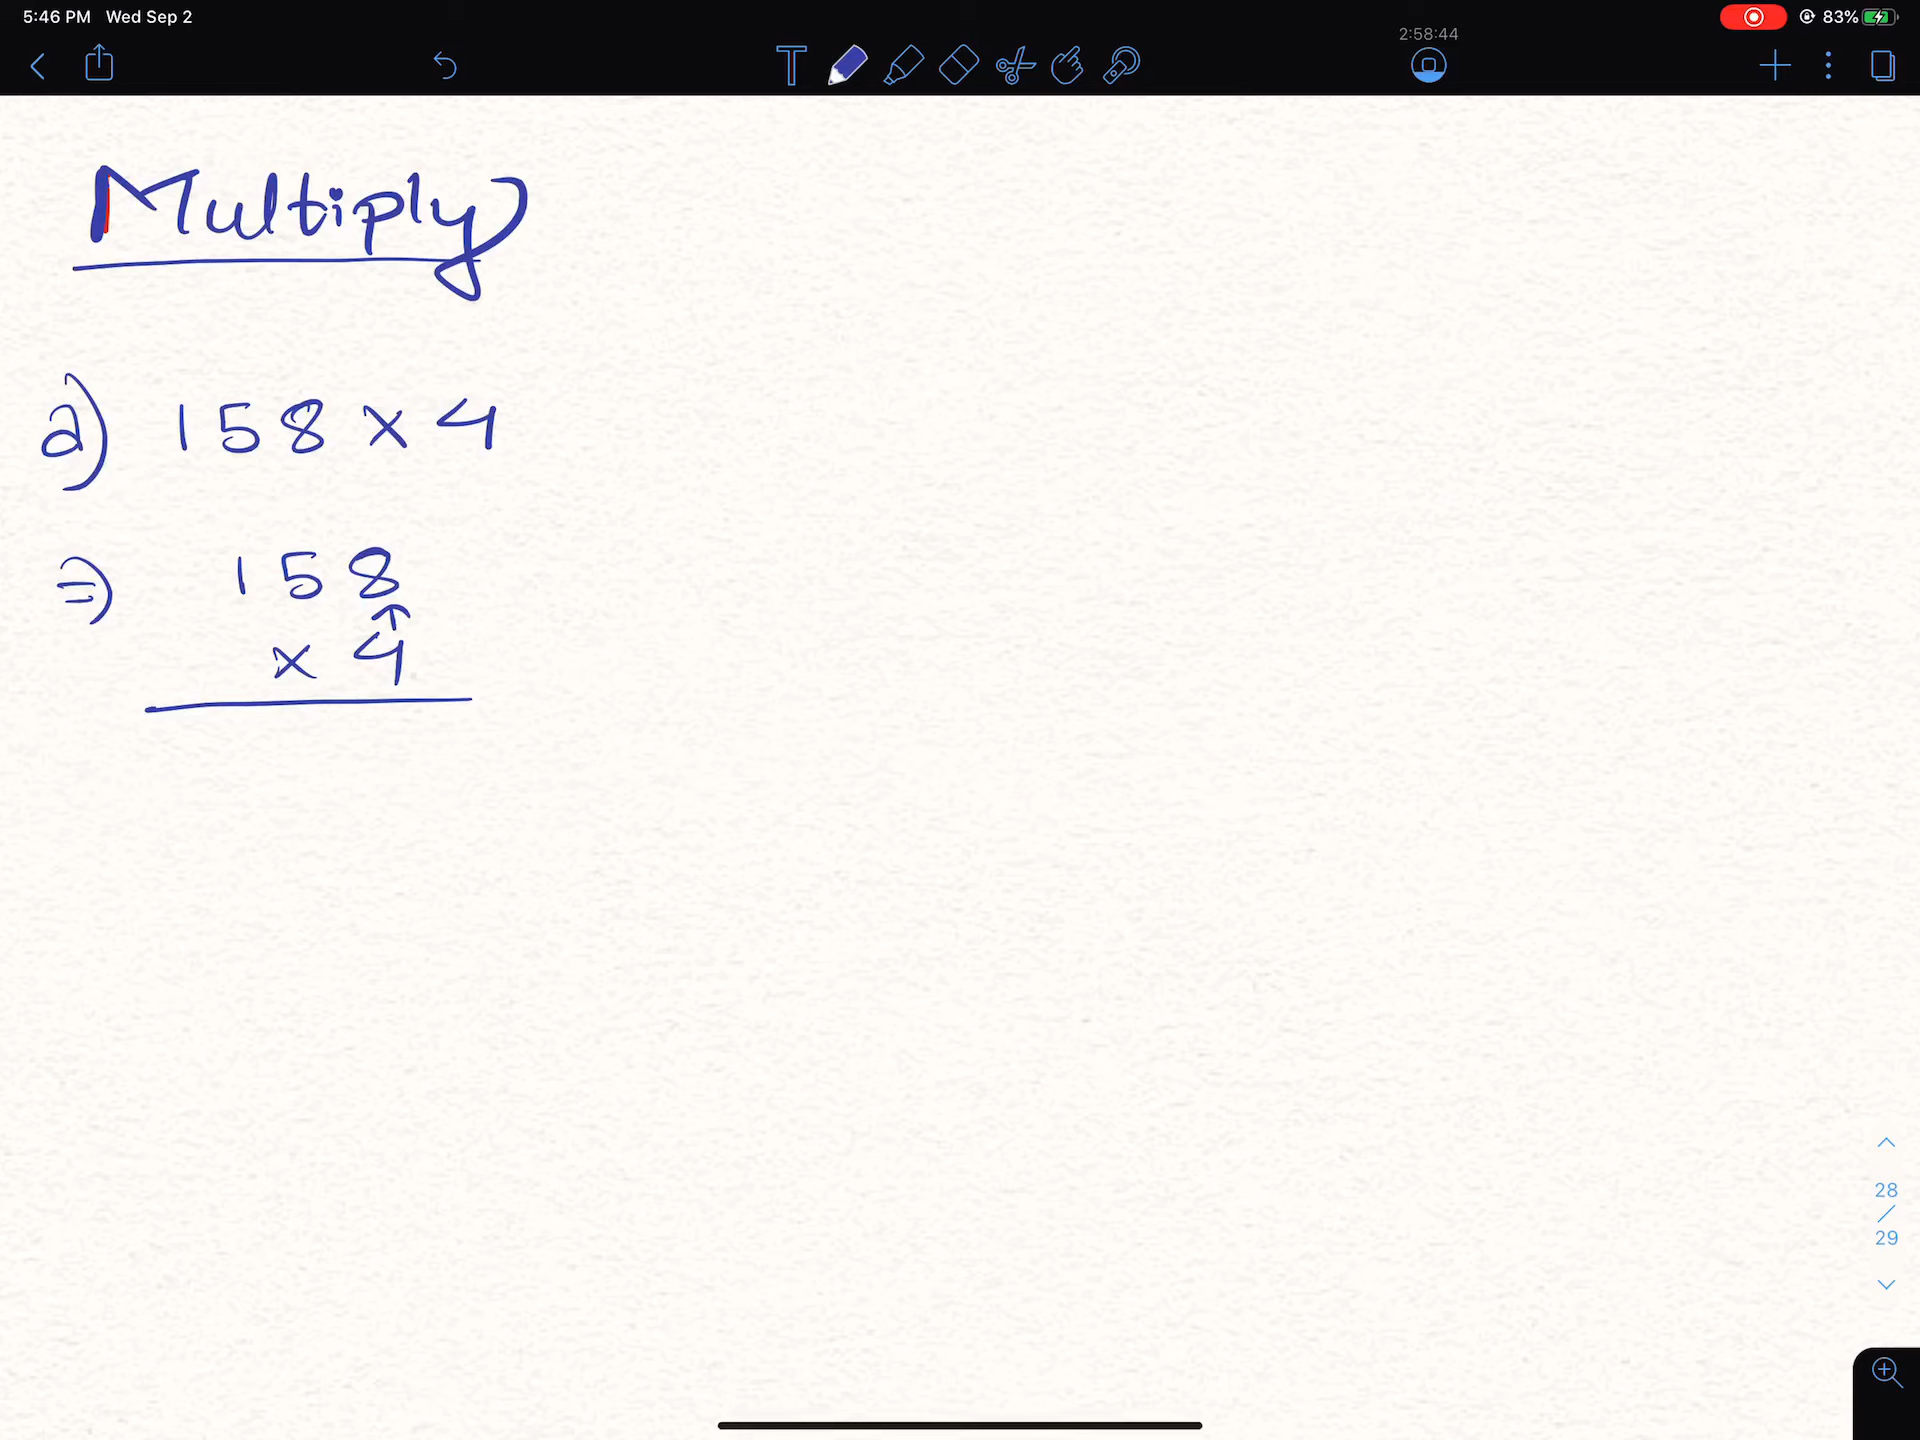 5:46 PM Wed Sep 2
83%
2:58:44
T
Multiply
a) 158 × 4
⇒) 158
↑
× 4
28
/
29